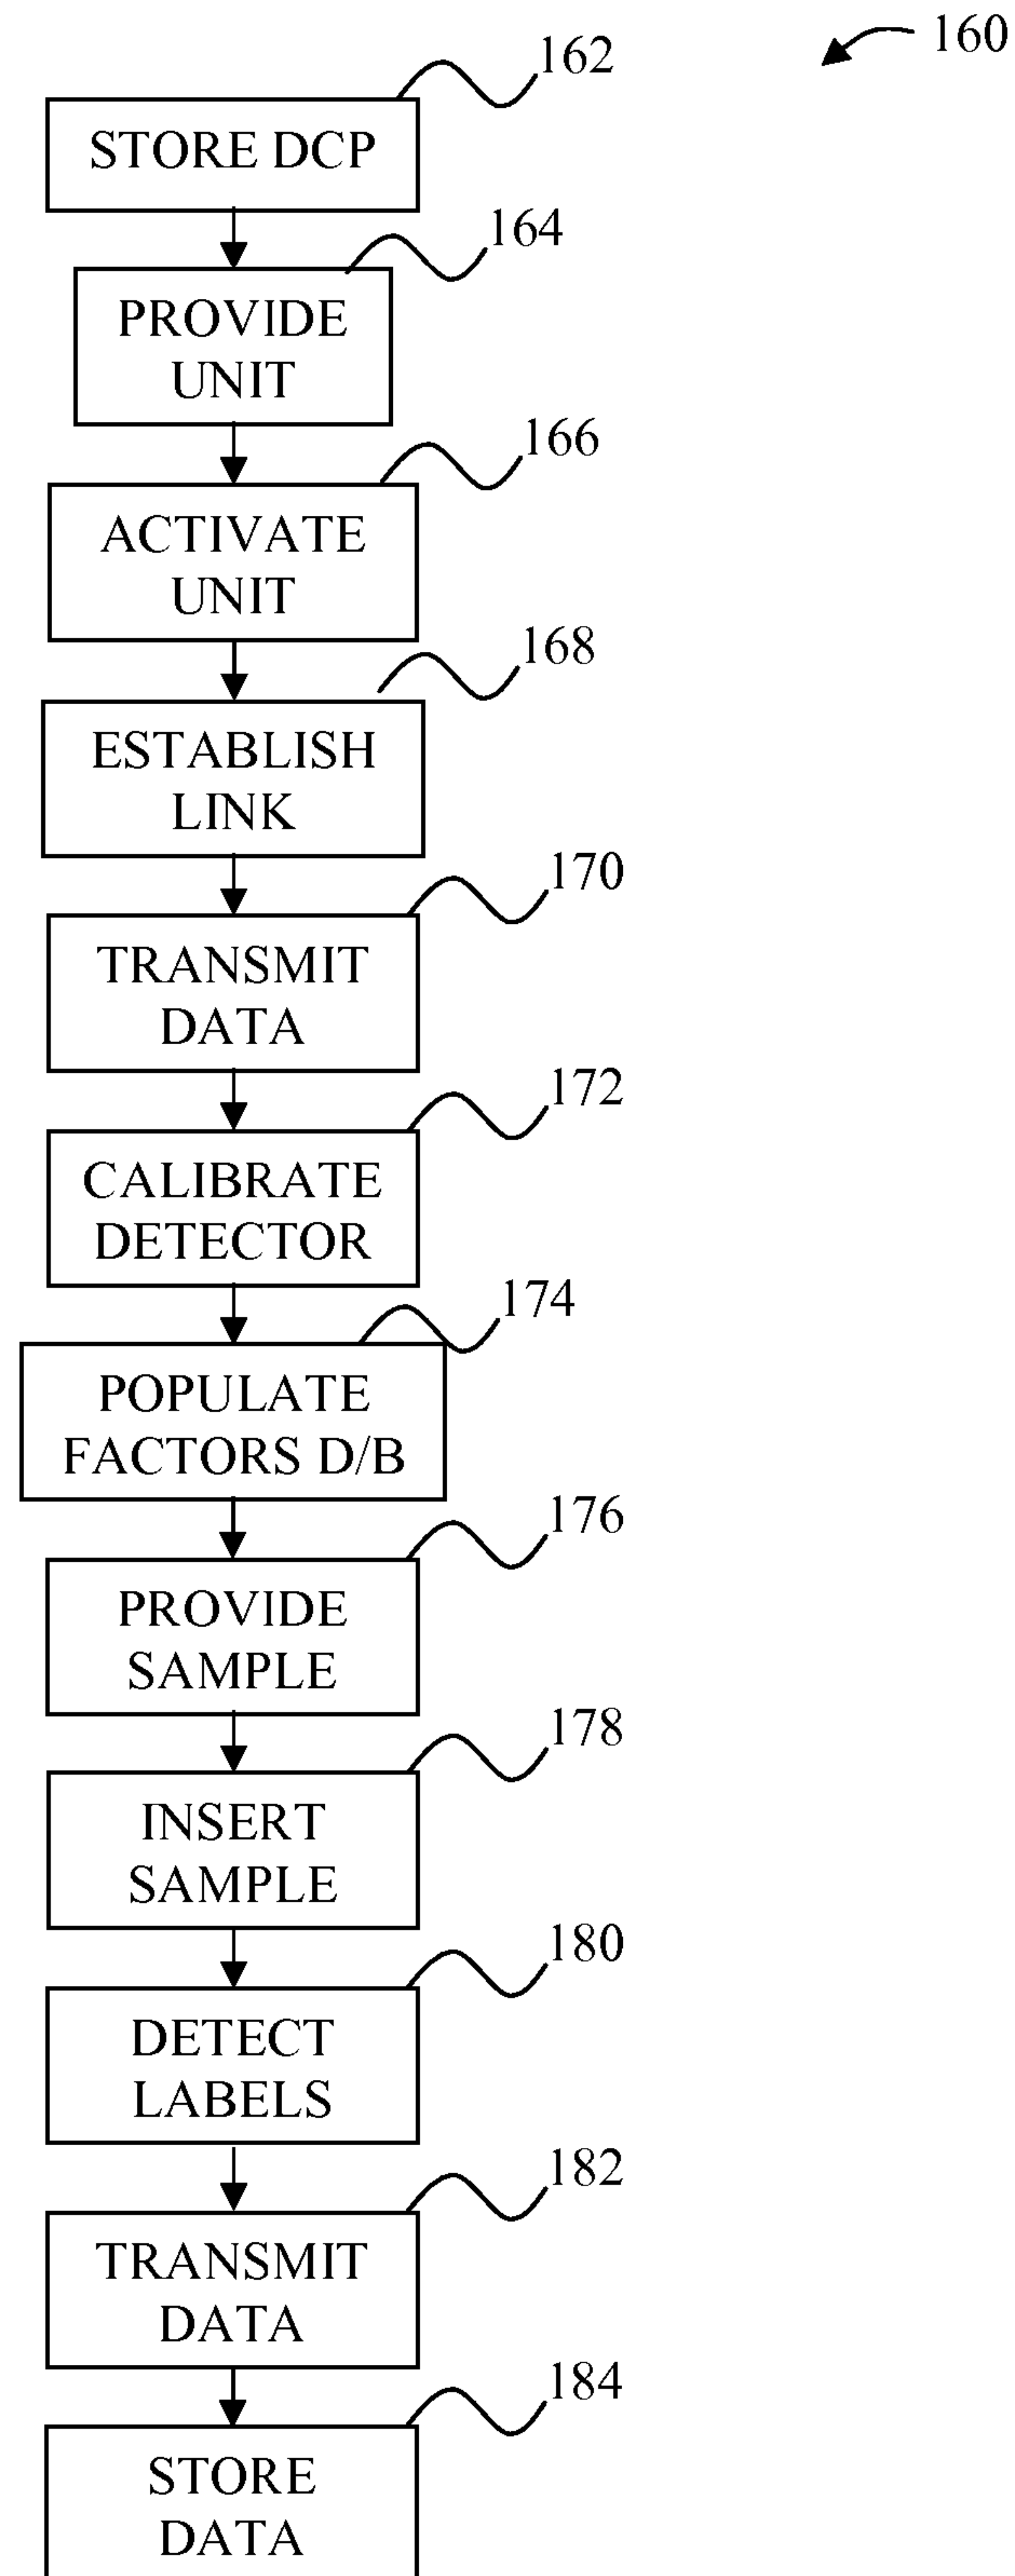 160
162
STORE DCP
164
PROVIDE
UNIT
166
ACTIVATE
UNIT
168
ESTABLISH
LINK
170
TRANSMIT
DATA
172
CALIBRATE
DETECTOR
174
POPULATE
FACTORS D/B
176
PROVIDE
SAMPLE
178
INSERT
SAMPLE
180
DETECT
LABELS
182
TRANSMIT
DATA
184
STORE
DATA